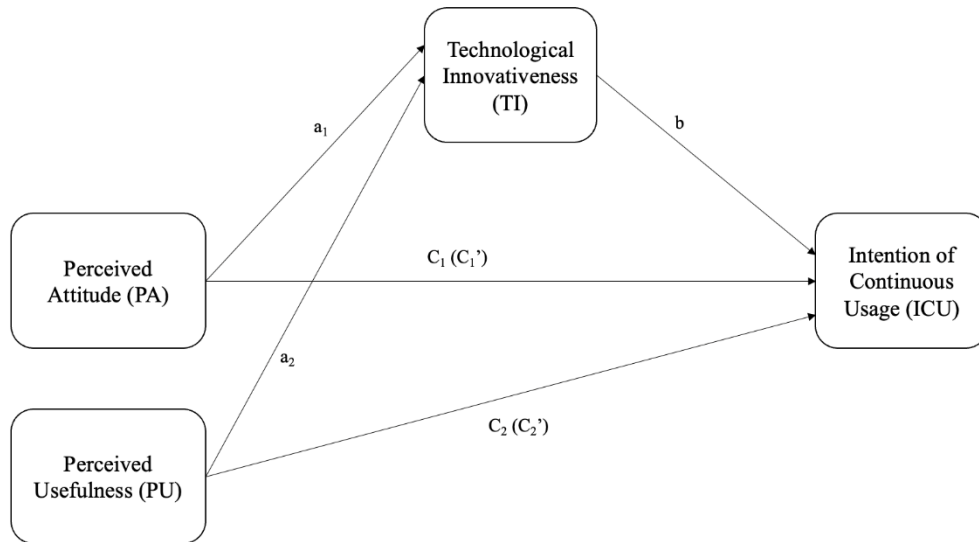 Technological
Innovativeness
(TI)
a₁
b
Perceived
Attitude (PA)
C₁ (C₁’)
Intention of
Continuous
Usage (ICU)
a₂
C₂ (C₂’)
Perceived
Usefulness (PU)